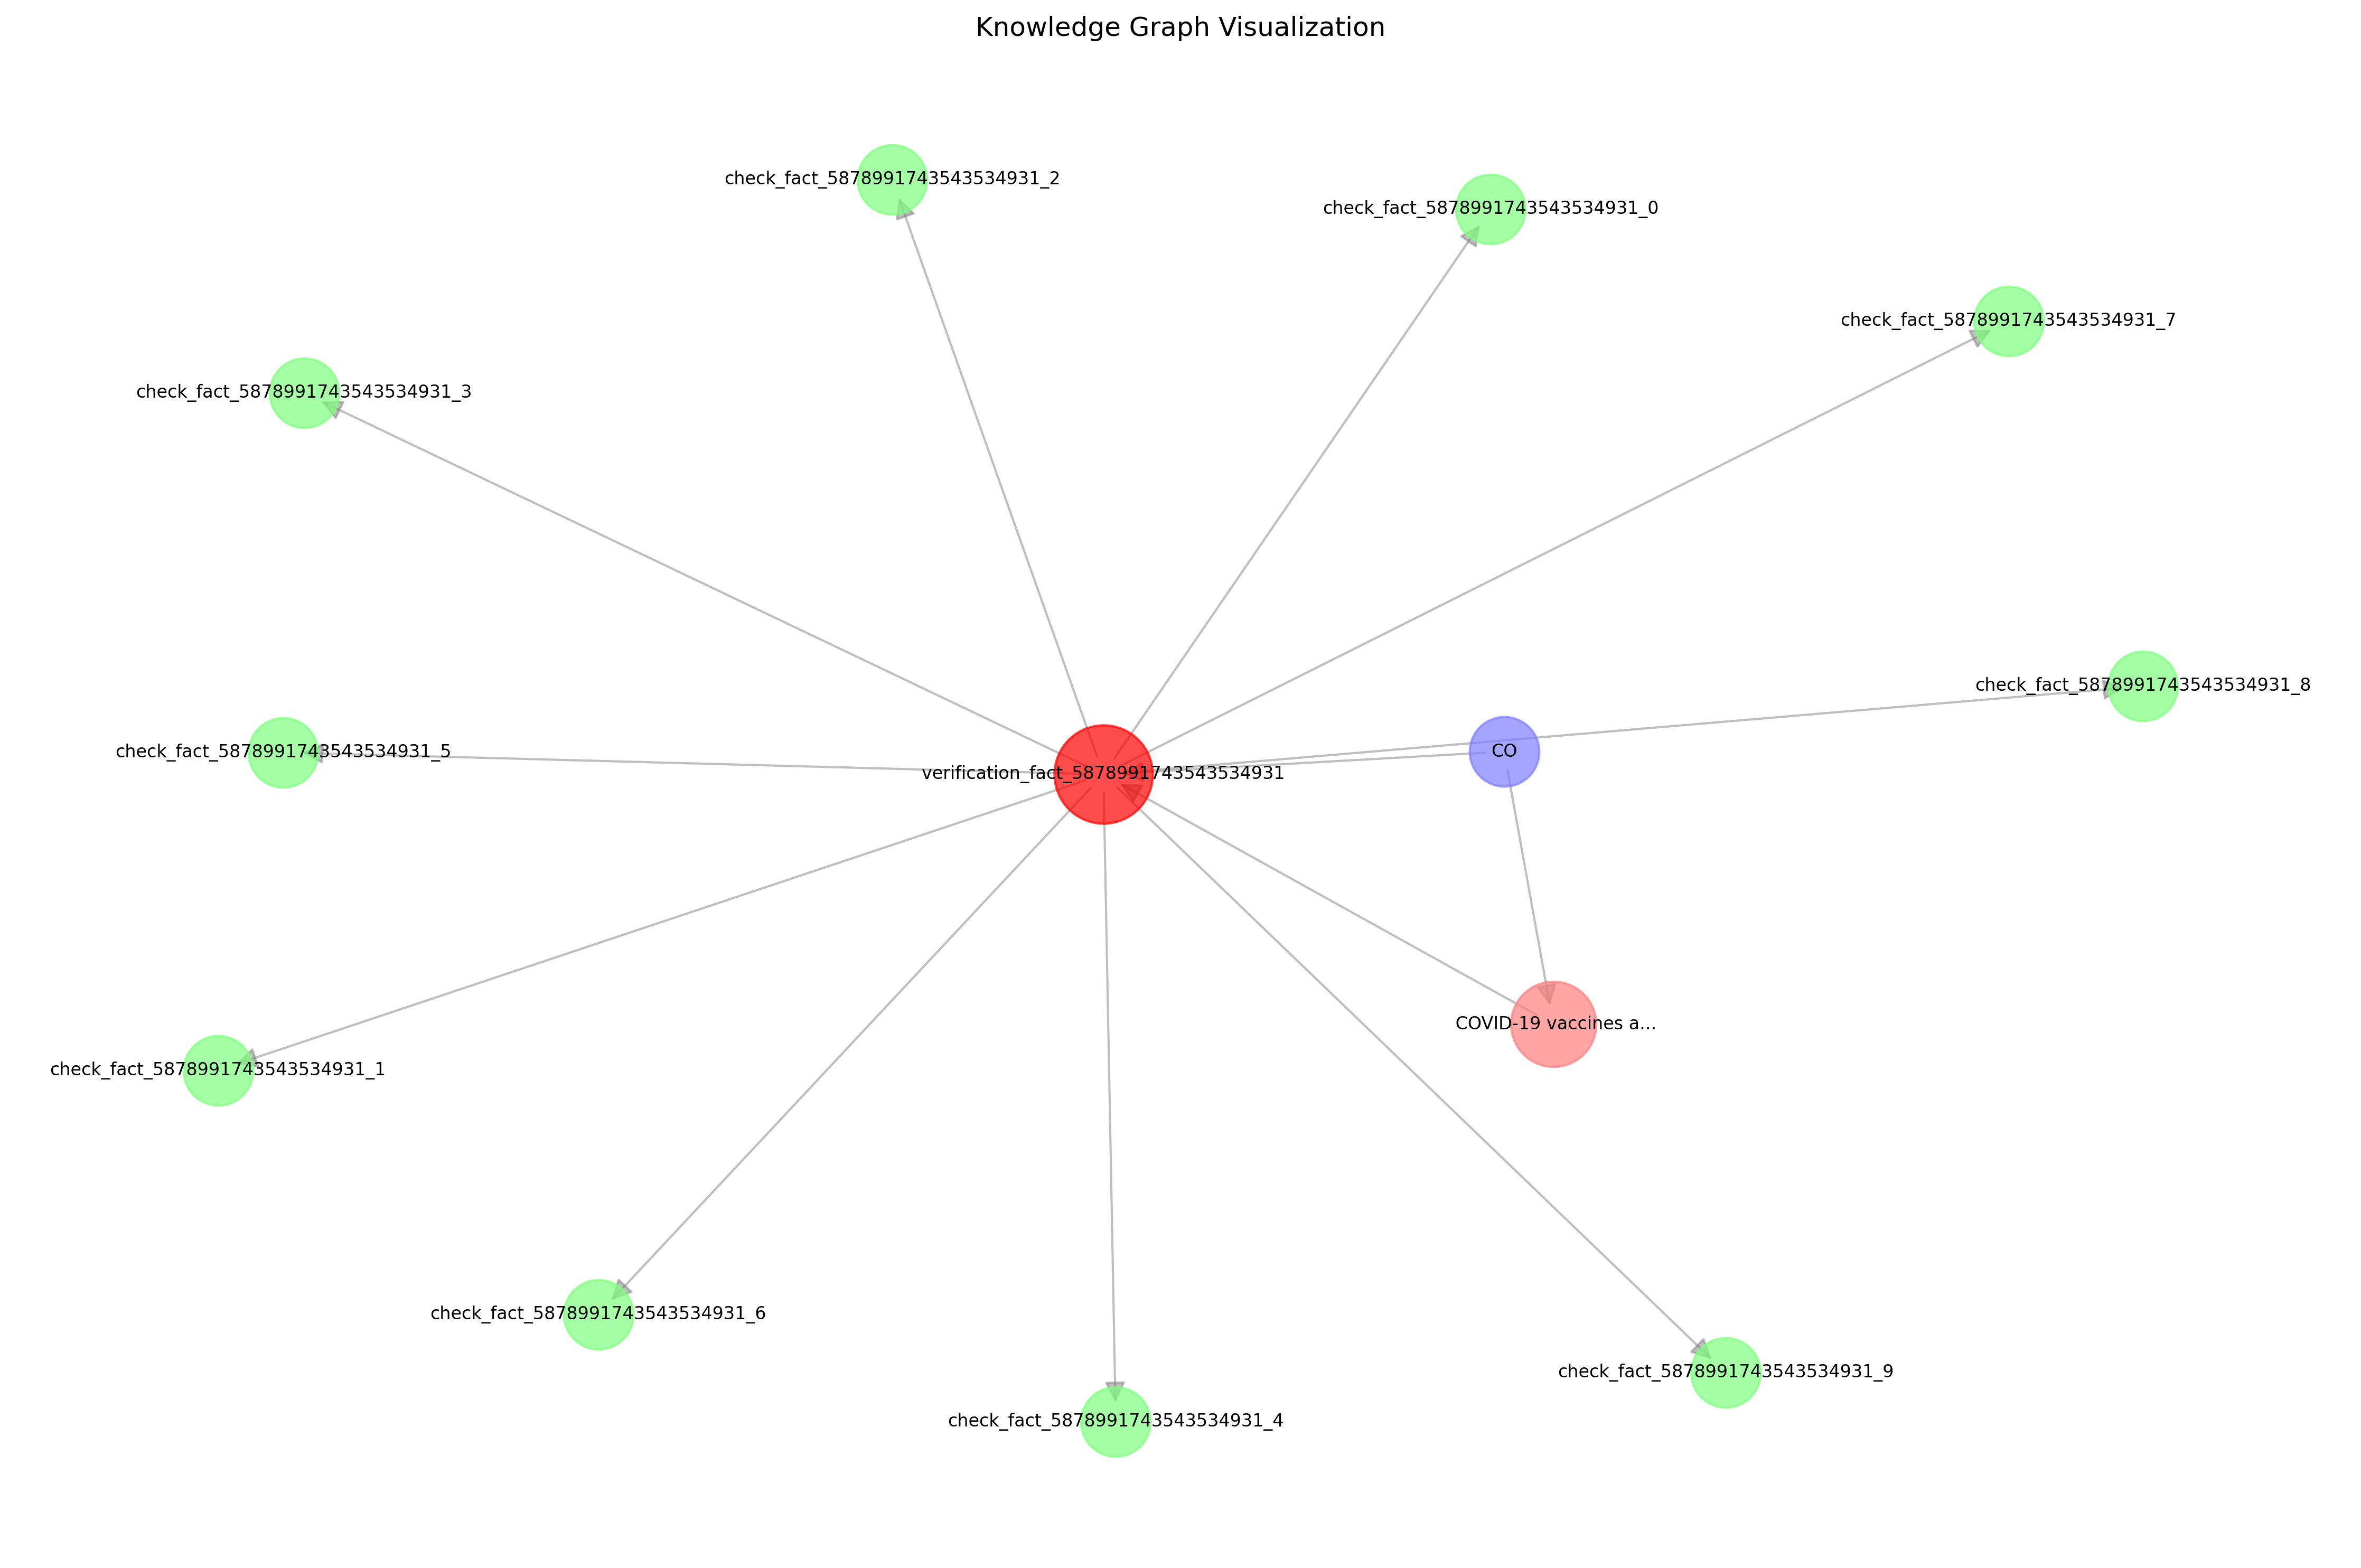 Knowledge Graph Visualization
check_fact_5878991743543534931_2
check_fact_5878991743543534931_0
check_fact_5878991743543534931_7
check_fact_5878991743543534931_3
check_fact_5878991743543534931_8
check_fact_5878991743543534931_5
CO
verification_fact_5878991743543534931
COVID-19 vaccines a...
check_fact_5878991743543534931_1
check_fact_5878991743543534931_6
check_fact_5878991743543534931_9
check_fact_5878991743543534931_4